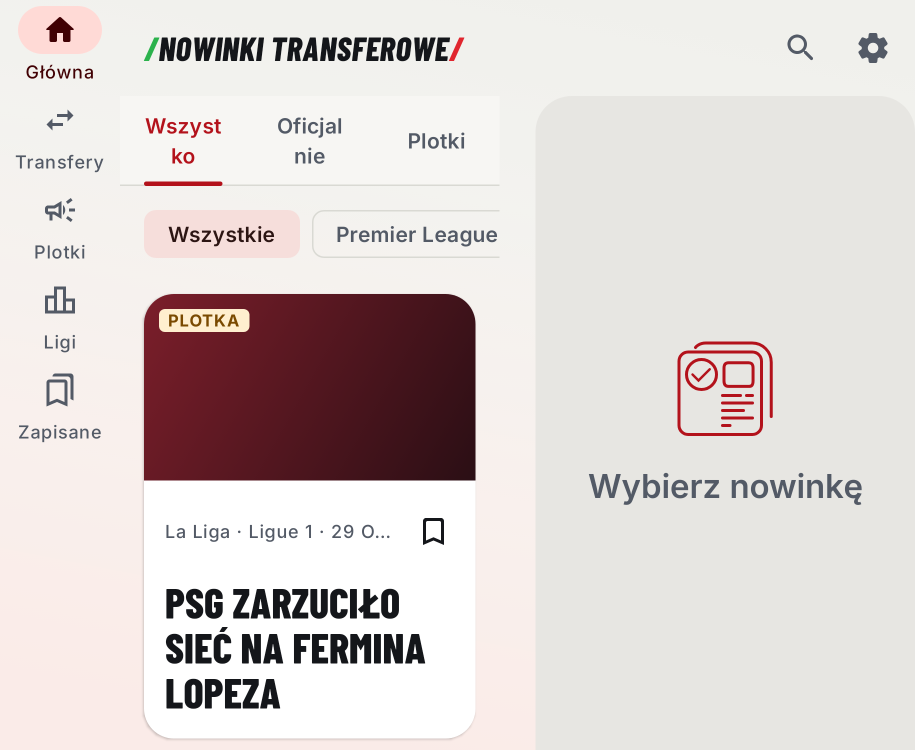 Główna
Transfery
Plotki
Ligi
Zapisane
/NOWINKI TRANSFEROWE/
Wszyst
ko
Oficjal
nie
Plotki
Wszystkie
Premier League
PLOTKA
La Liga · Ligue 1 · 29 O...
PSG ZARZUCIŁO
SIEĆ NA FERMINA
LOPEZA
Wybierz nowinkę